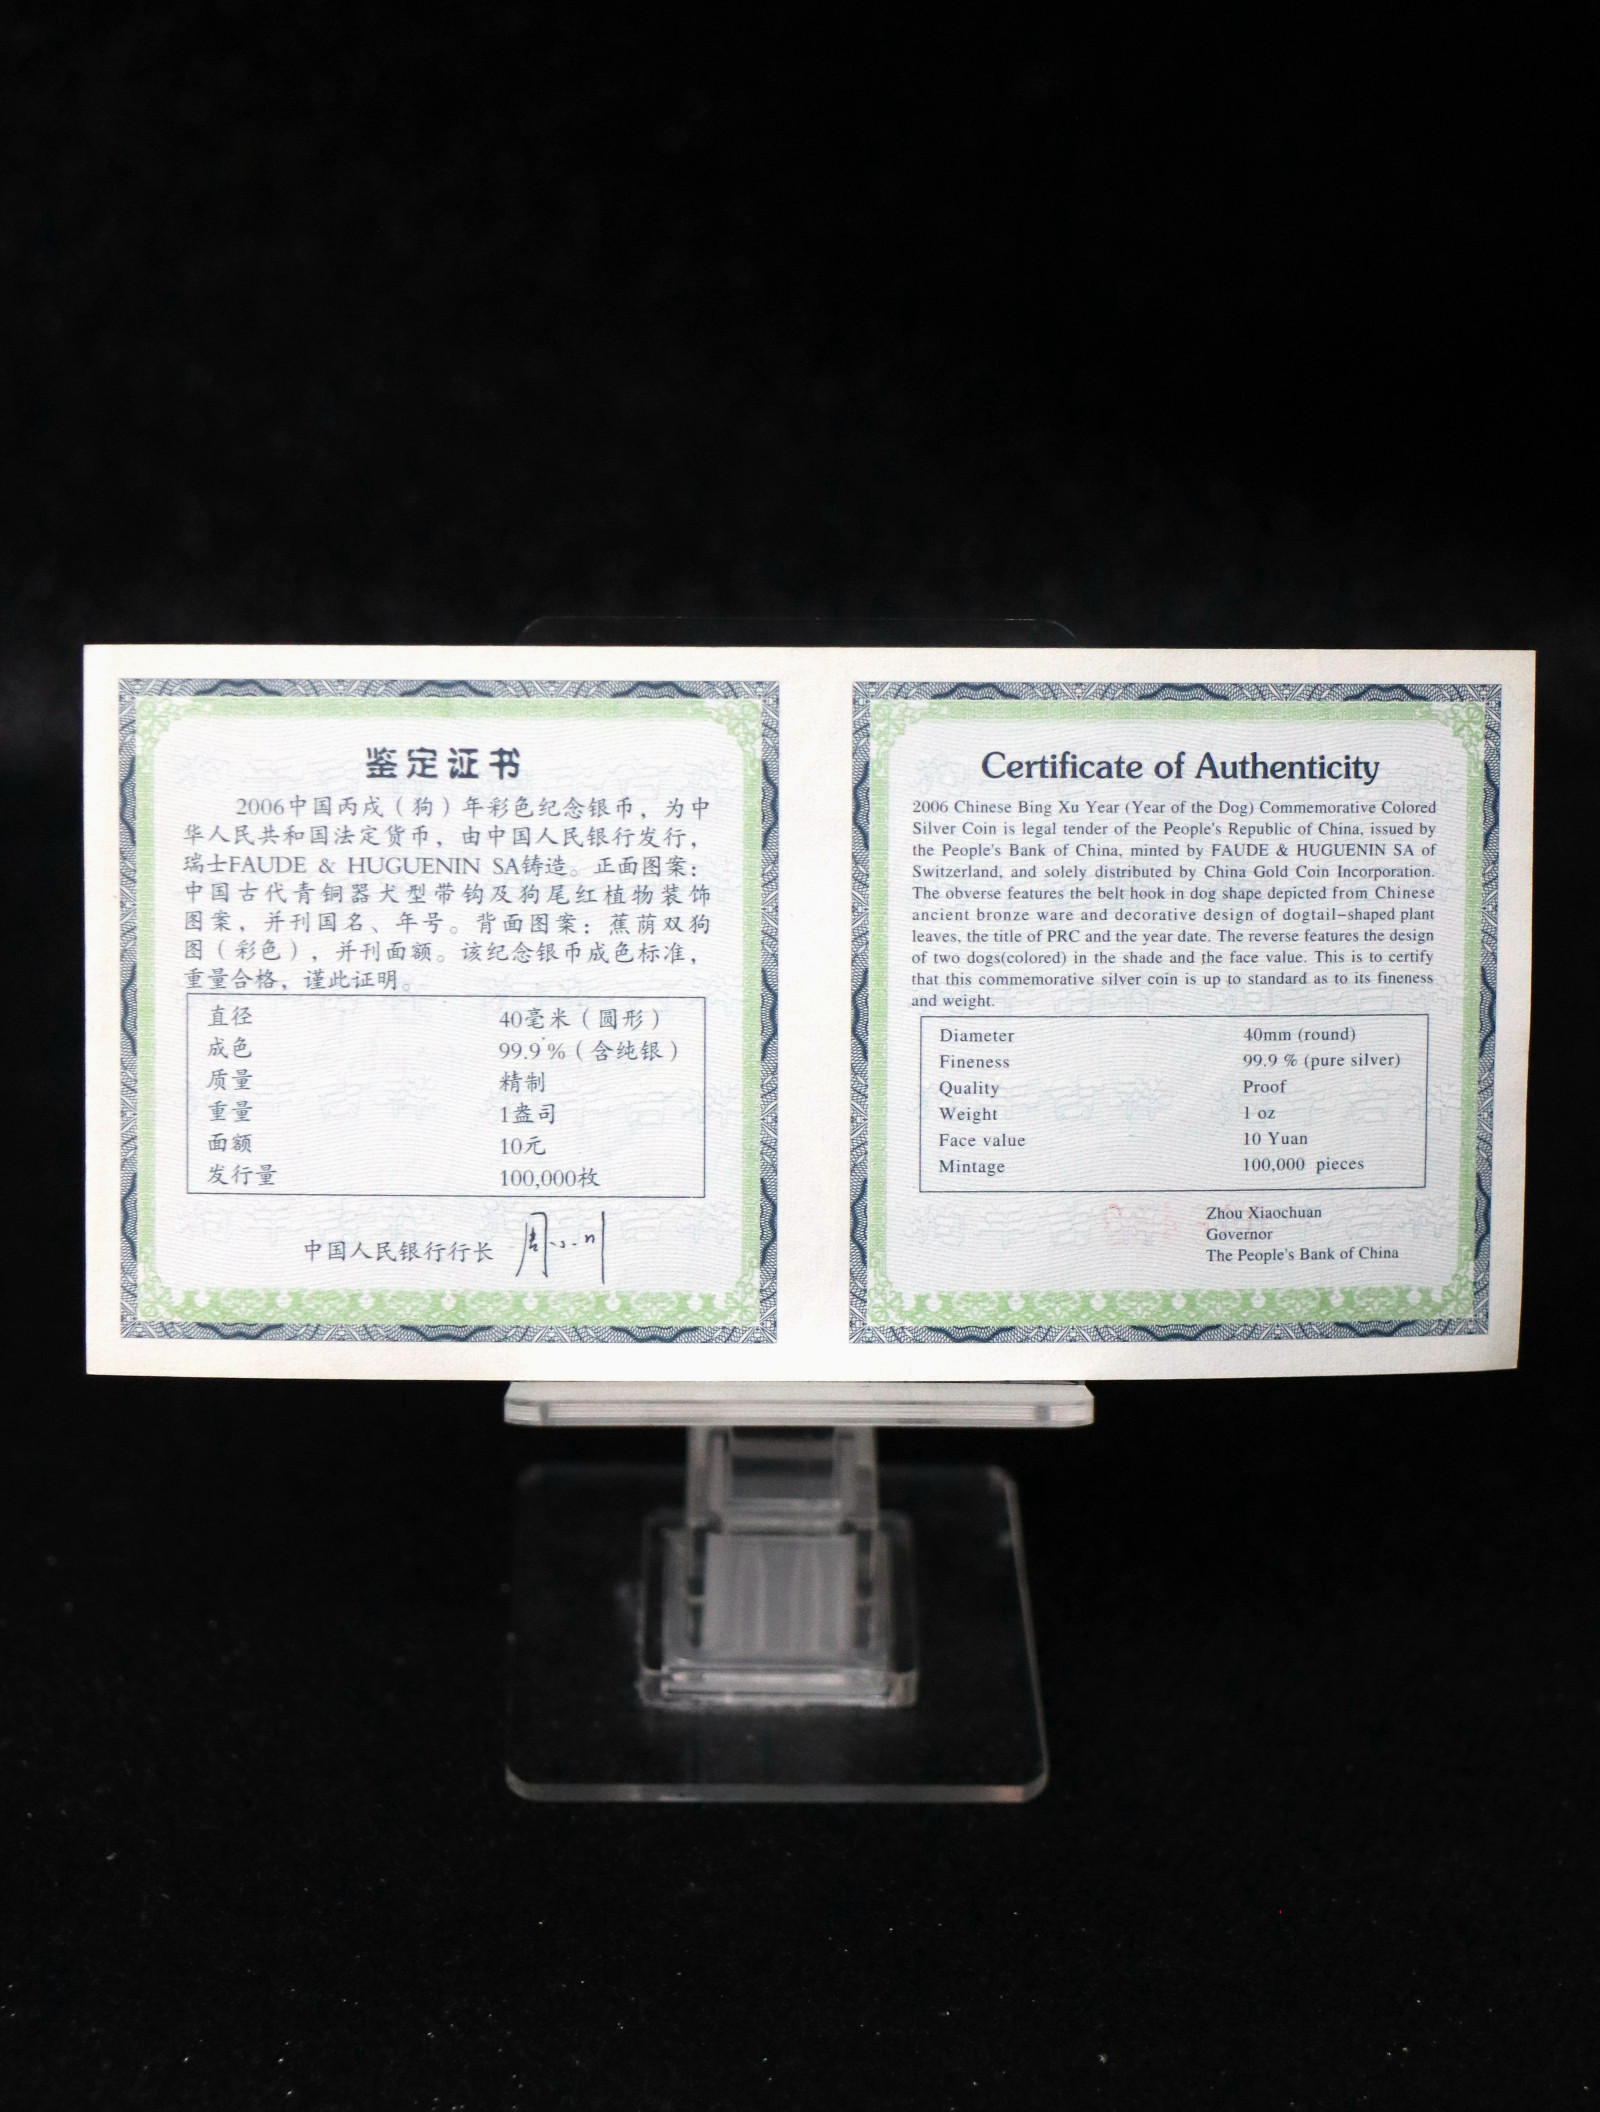 鉴定证书
2006中国丙戌（狗）年彩色纪念银币，为中
华人民共和国法定货币，由中国人民银行发行，
瑞士FAUDE & HUGUENIN SA铸造。正面图案：
中国古代青铜器犬型带钩及狗尾红植物装饰
图案，并刊国名、年号。背面图案：蕉荫双狗
图（彩色），并刊面额。该纪念银币成色标准，
重量合格，谨此证明。
直径 40毫米（圆形）
成色 99.9%（含纯银）
质量 精制
重量 1盎司
面额 10元
发行量 100,000枚
中国人民银行行长 周小川
Certificate of Authenticity
2006 Chinese Bing Xu Year (Year of the Dog) Commemorative Colored
Silver Coin is legal tender of the People's Republic of China, issued by
the People's Bank of China, minted by FAUDE & HUGUENIN SA of
Switzerland, and solely distributed by China Gold Coin Incorporation.
The obverse features the belt hook in dog shape depicted from Chinese
ancient bronze ware and decorative design of dogtail-shaped plant
leaves, the title of PRC and the year date. The reverse features the design
of two dogs(colored) in the shade and the face value. This is to certify
that this commemorative silver coin is up to standard as to its fineness
and weight.
Diameter 40mm (round)
Fineness 99.9 % (pure silver)
Quality Proof
Weight 1 oz
Face value 10 Yuan
Mintage 100,000 pieces
Zhou Xiaochuan
Governor
The People's Bank of China